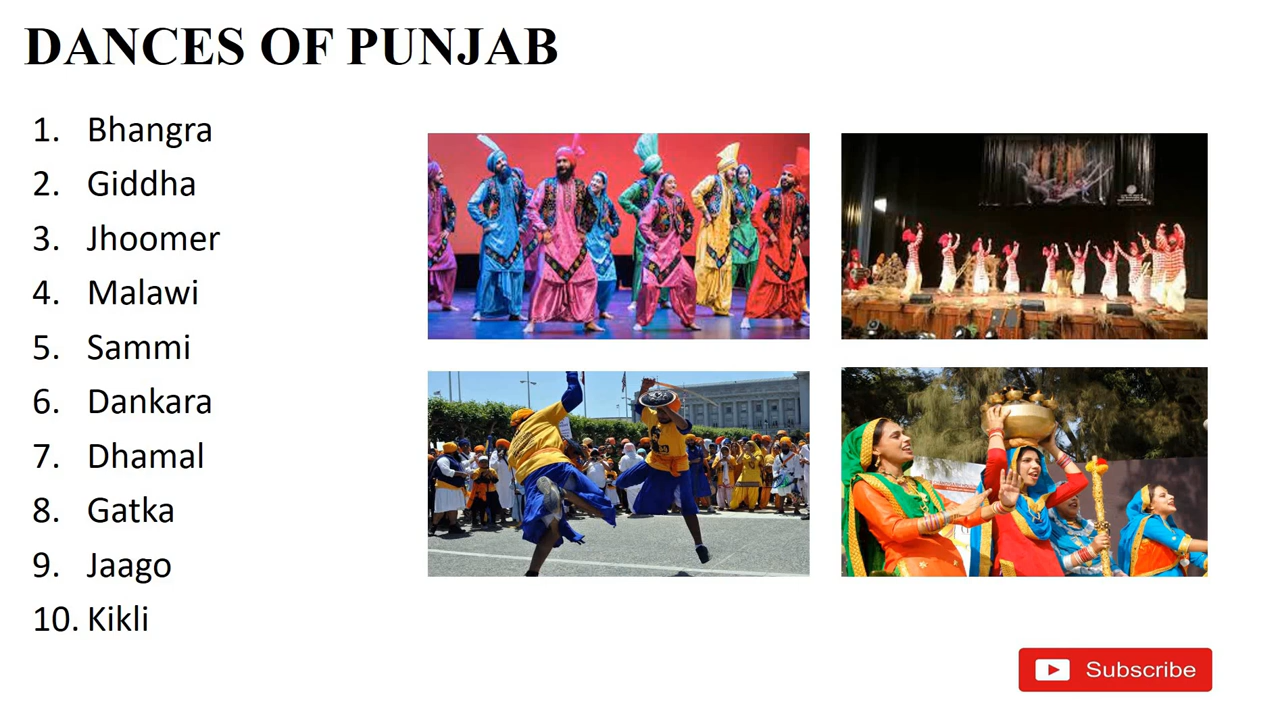 DANCES OF PUNJAB
1. Bhangra
2. Giddha
3. Jhoomer
4. Malawi
5. Sammi
6. Dankara
7. Dhamal
8. Gatka
9. Jaago
10. Kikli
Subscribe